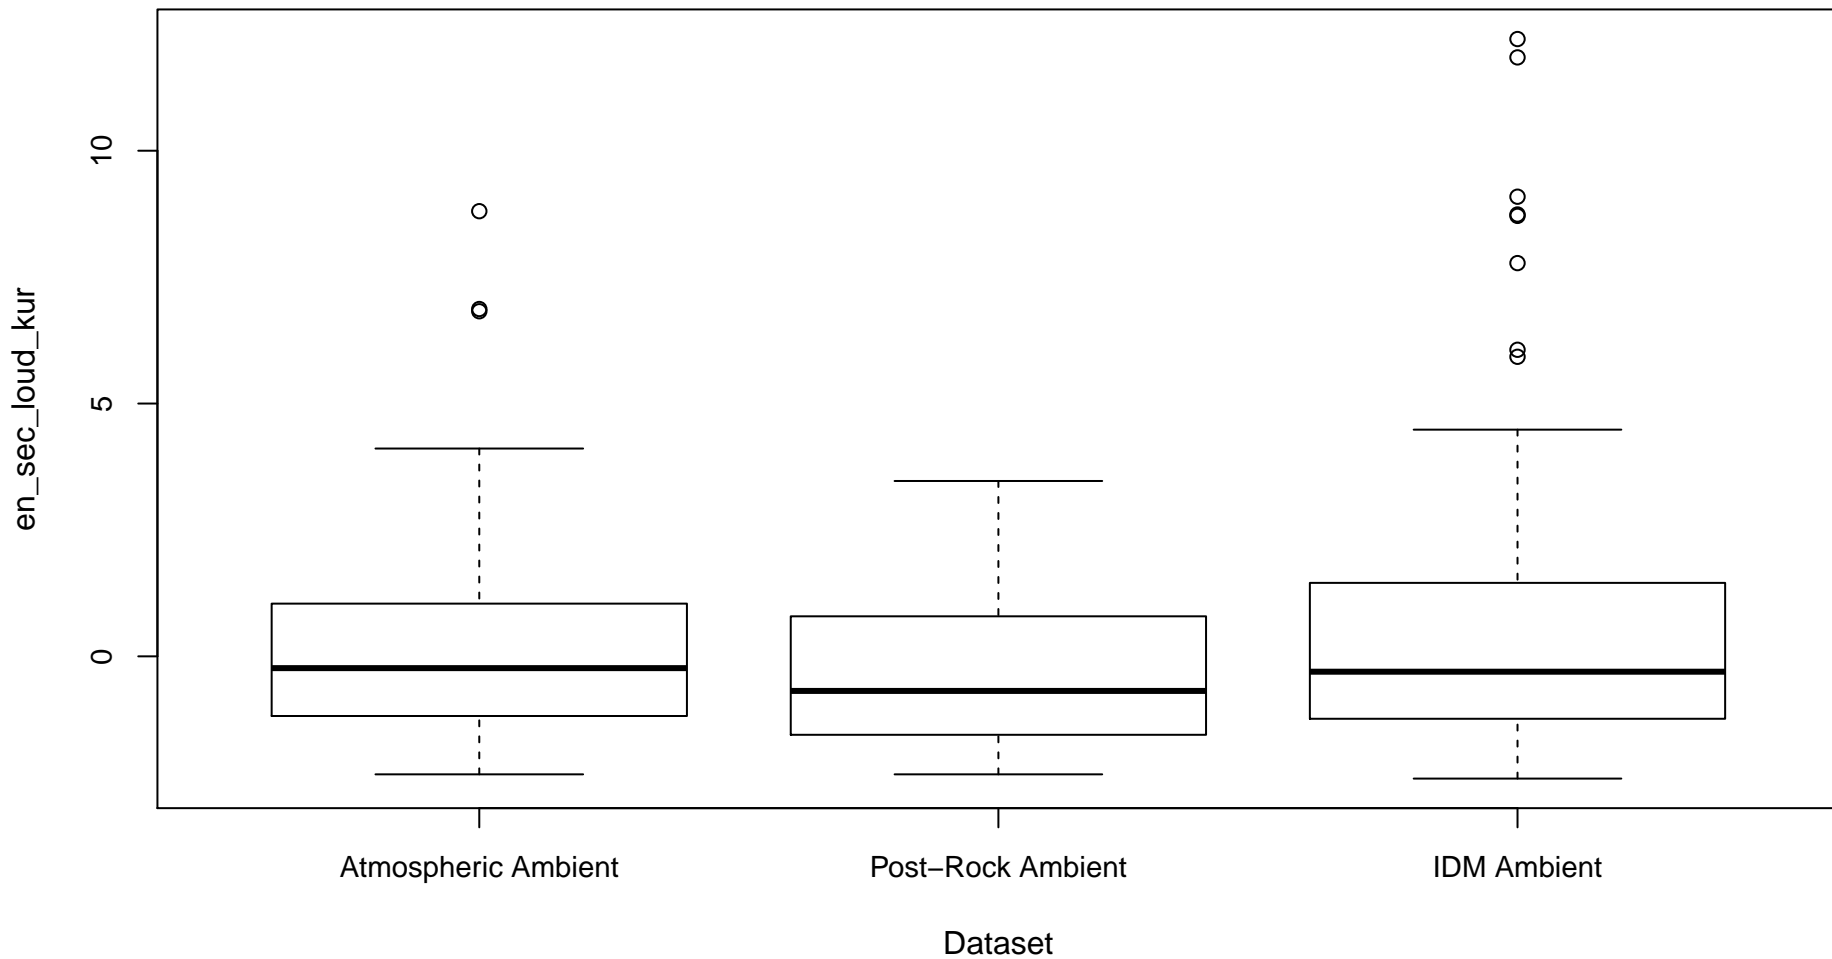 en_sec_loud_kur
10
5
0
Atmospheric Ambient
Post−Rock Ambient
IDM Ambient
Dataset